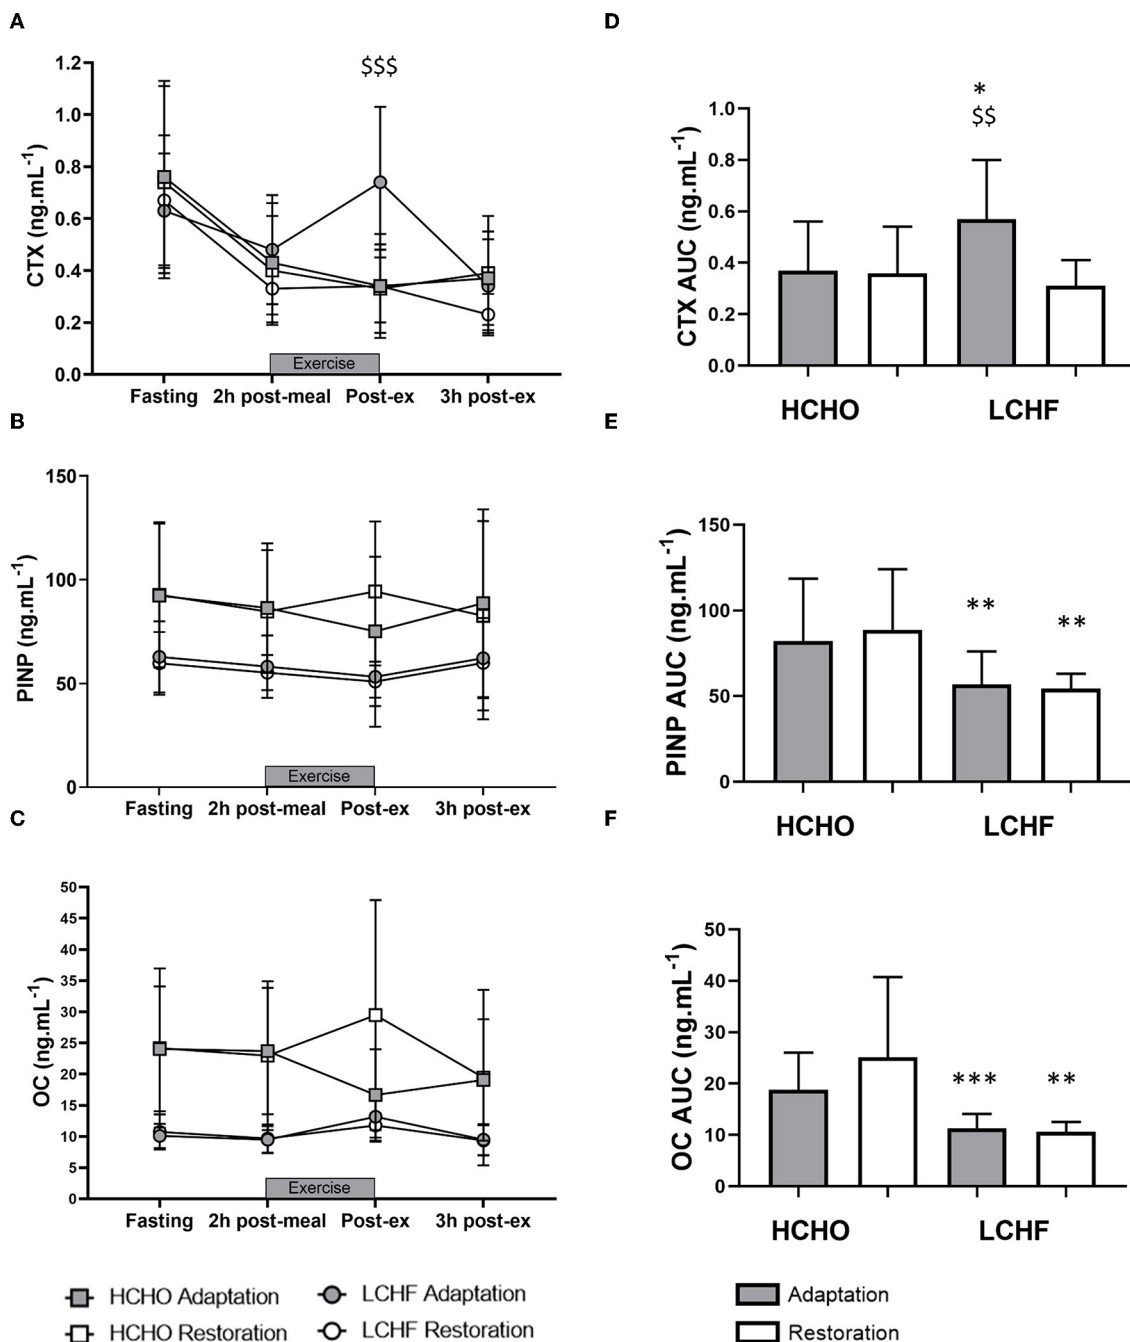 A
CTX (ng.mL⁻¹)
1.2
1.0
0.8
0.6
0.4
0.2
0.0
$$$
Exercise
Fasting 2h post-meal Post-ex 3h post-ex
D
CTX AUC (ng.mL⁻¹)
1.0
0.8
0.6
0.4
0.2
0.0
*
$$
HCHO LCHF
B
PINP (ng.mL⁻¹)
150
100
50
0
Exercise
Fasting 2h post-meal Post-ex 3h post-ex
E
PINP AUC (ng.mL⁻¹)
150
100
50
0
** **
HCHO LCHF
C
OC (ng.mL⁻¹)
50
45
40
35
30
25
20
15
10
5
0
Exercise
Fasting 2h post-meal Post-ex 3h post-ex
F
OC AUC (ng.mL⁻¹)
50
40
30
20
10
0
*** **
HCHO LCHF
HCHO Adaptation LCHF Adaptation
HCHO Restoration LCHF Restoration
Adaptation
Restoration